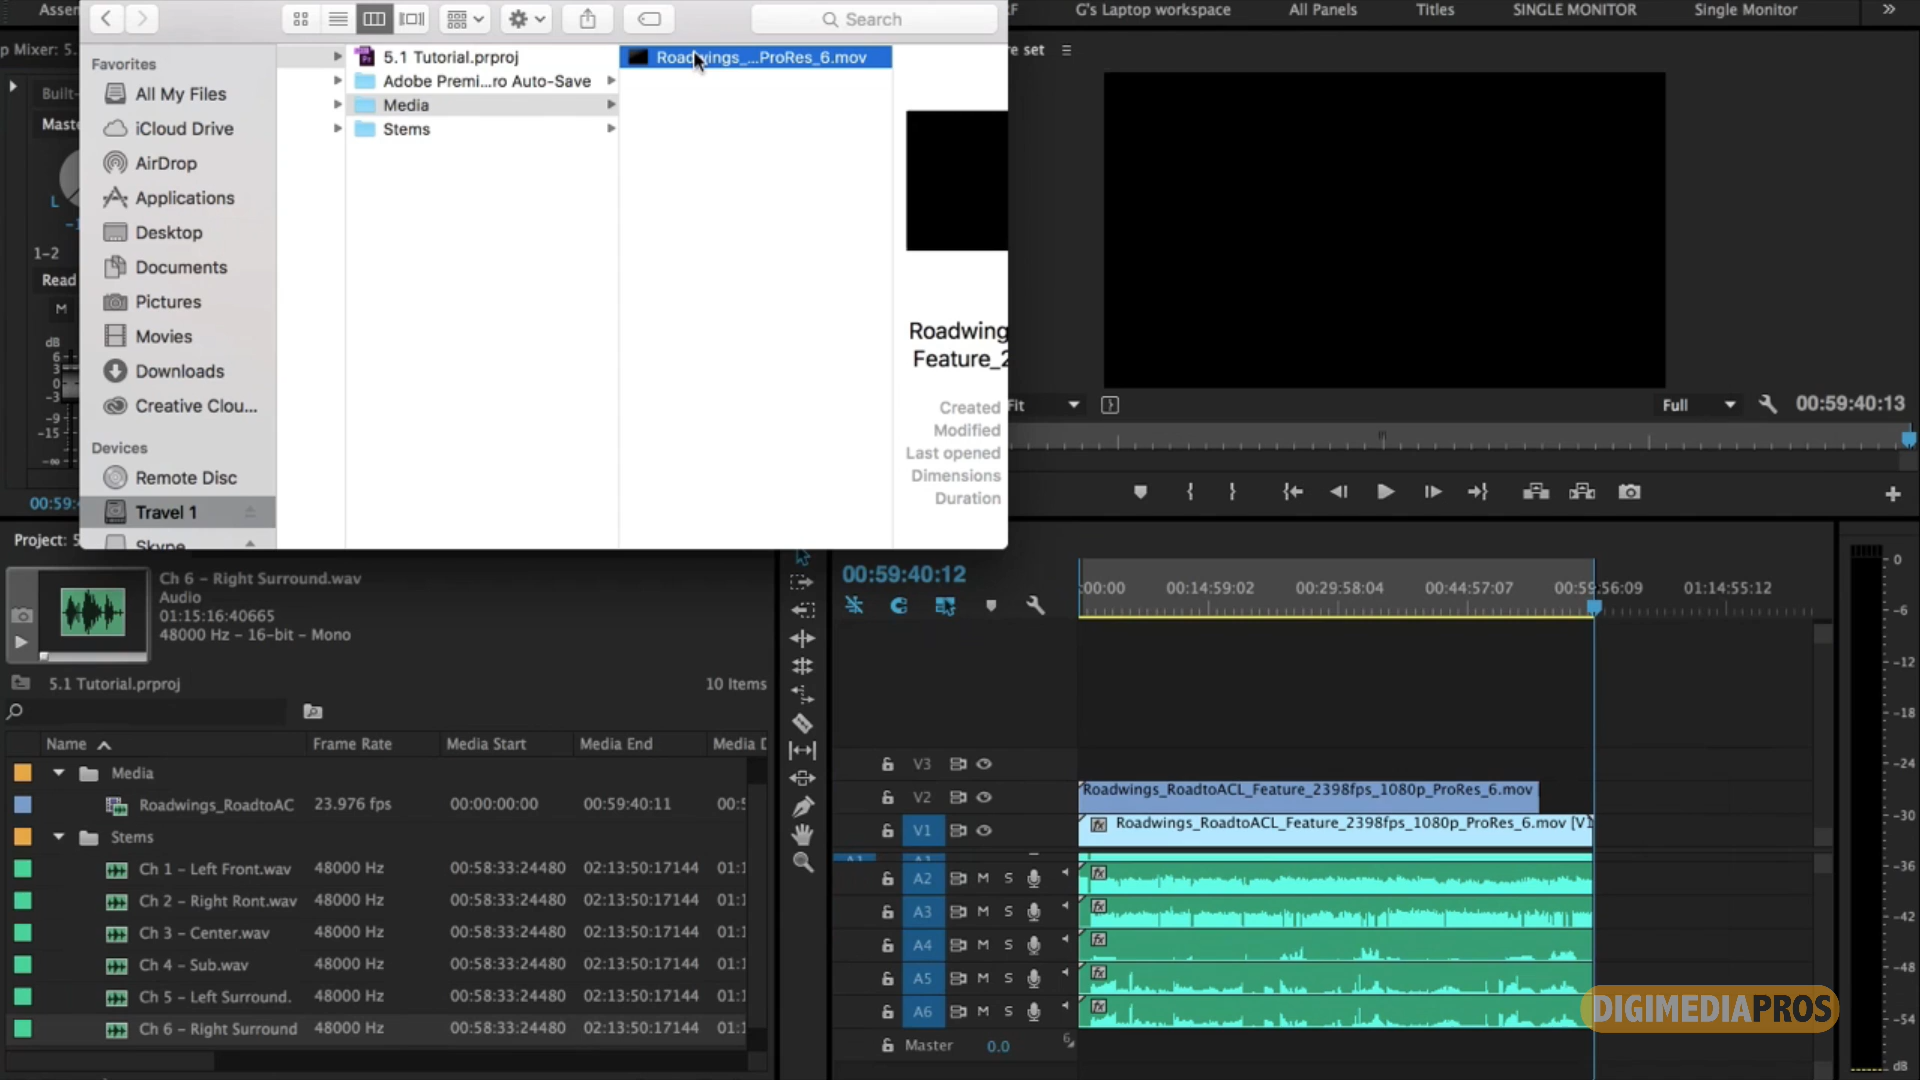 Assen
Search
G's Laptop workspace
All Panels
Titles
SINGLE MONITOR
Single Monitor
p Mixer: 5.
Built-
Maste
L
1-2
Read
M
dB
6
3
0
-3
-9
-15
-∞
00:59:
Favorites
All My Files
iCloud Drive
AirDrop
Applications
Desktop
Documents
Pictures
Movies
Downloads
Creative Clou...
Devices
Remote Disc
Travel 1
Skype
5.1 Tutorial.prproj
Adobe Premi...ro Auto-Save
Media
Stems
Roadwings_...ProRes_6.mov
Roadwing
Feature_2
Created
Modified
Last opened
Dimensions
Duration
re set
Fit
Full
00:59:40:13
Project: 5
Ch 6 - Right Surround.wav
Audio
01:15:16:40665
48000 Hz - 16-bit - Mono
5.1 Tutorial.prproj
10 Items
Name
Frame Rate
Media Start
Media End
Media D
Media
Roadwings_RoadtoAC 23.976 fps 00:00:00:00 00:59:40:11 00:5
Stems
Ch 1 - Left Front.wav 48000 Hz 00:58:33:24480 02:13:50:17144 01:1
Ch 2 - Right Ront.wav 48000 Hz 00:58:33:24480 02:13:50:17144 01:1
Ch 3 - Center.wav 48000 Hz 00:58:33:24480 02:13:50:17144 01:1
Ch 4 - Sub.wav 48000 Hz 00:58:33:24480 02:13:50:17144 01:1
Ch 5 - Left Surround. 48000 Hz 00:58:33:24480 02:13:50:17144 01:1
Ch 6 - Right Surround 48000 Hz 00:58:33:24480 02:13:50:17144 01:1
00:59:40:12
:00:00 00:14:59:02 00:29:58:04 00:44:57:07 00:59:56:09 01:14:55:12
V3
V2
Roadwings_RoadtoACL_Feature_2398fps_1080p_ProRes_6.mov
V1
fx Roadwings_RoadtoACL_Feature_2398fps_1080p_ProRes_6.mov [V1
A1 A1
A2 M S fx
A3 M S fx
A4 M S fx
A5 M S fx
A6 M S fx
Master 0.0
0
-6
-12
-18
-24
-30
-36
-42
-48
-54
dB
DIGIMEDIAPROS